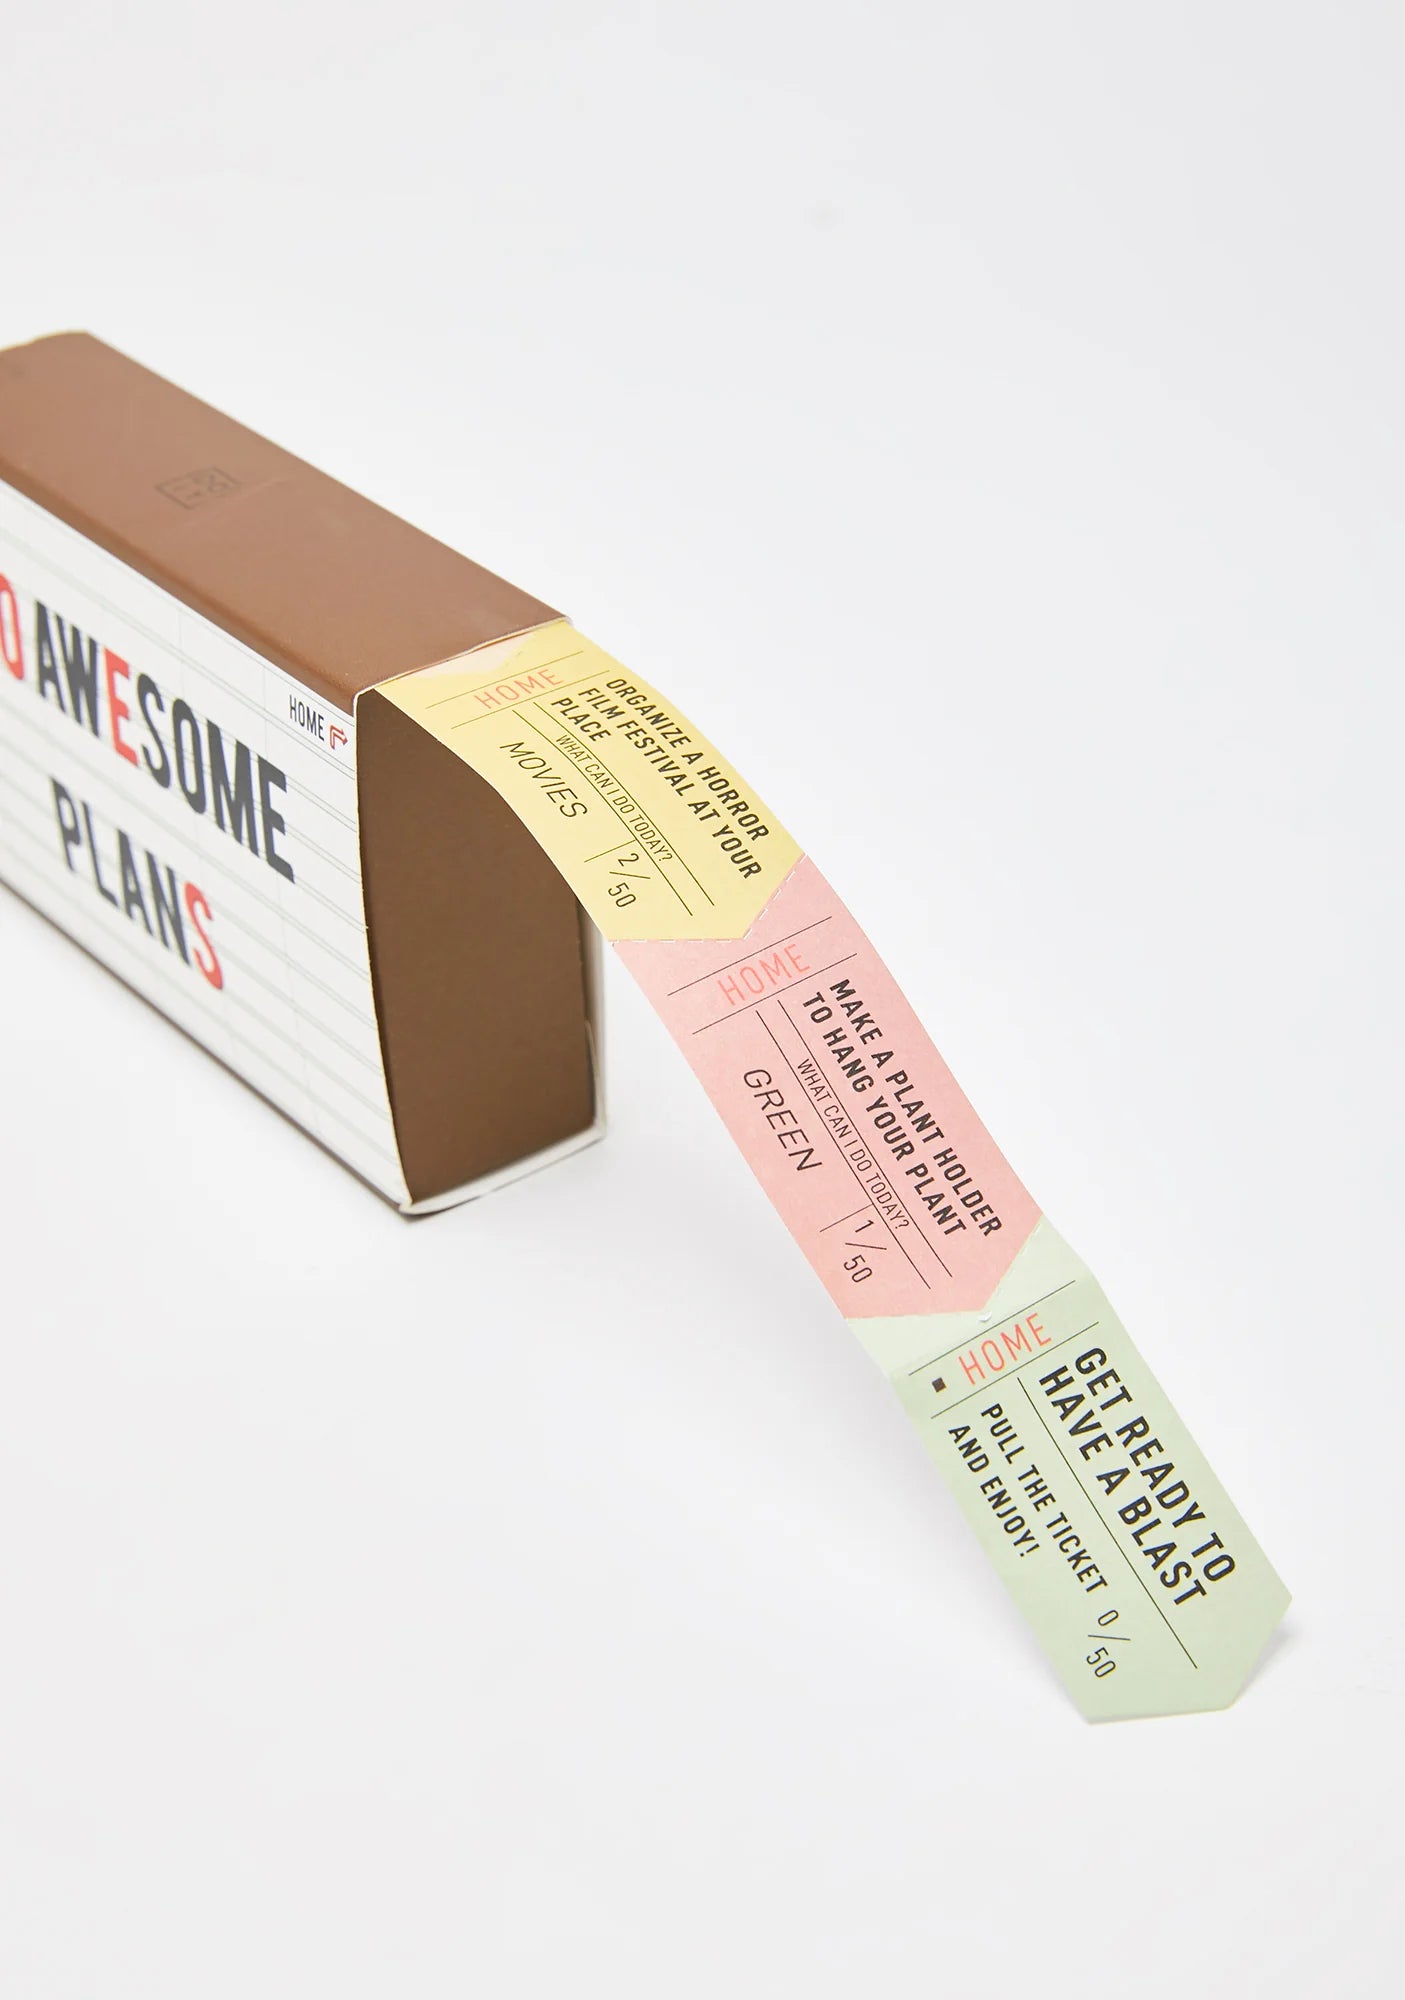 O AWESOME
PLANS
HOME
HOME
ORGANIZE A HORROR
FILM FESTIVAL AT YOUR
PLACE
WHAT CAN I DO TODAY?
MOVIES
2/50
HOME
MAKE A PLANT HOLDER
TO HANG YOUR PLANT
WHAT CAN I DO TODAY?
GREEN
1/50
HOME
GET READY TO
HAVE A BLAST
PULL THE TICKET
AND ENJOY!
0/50